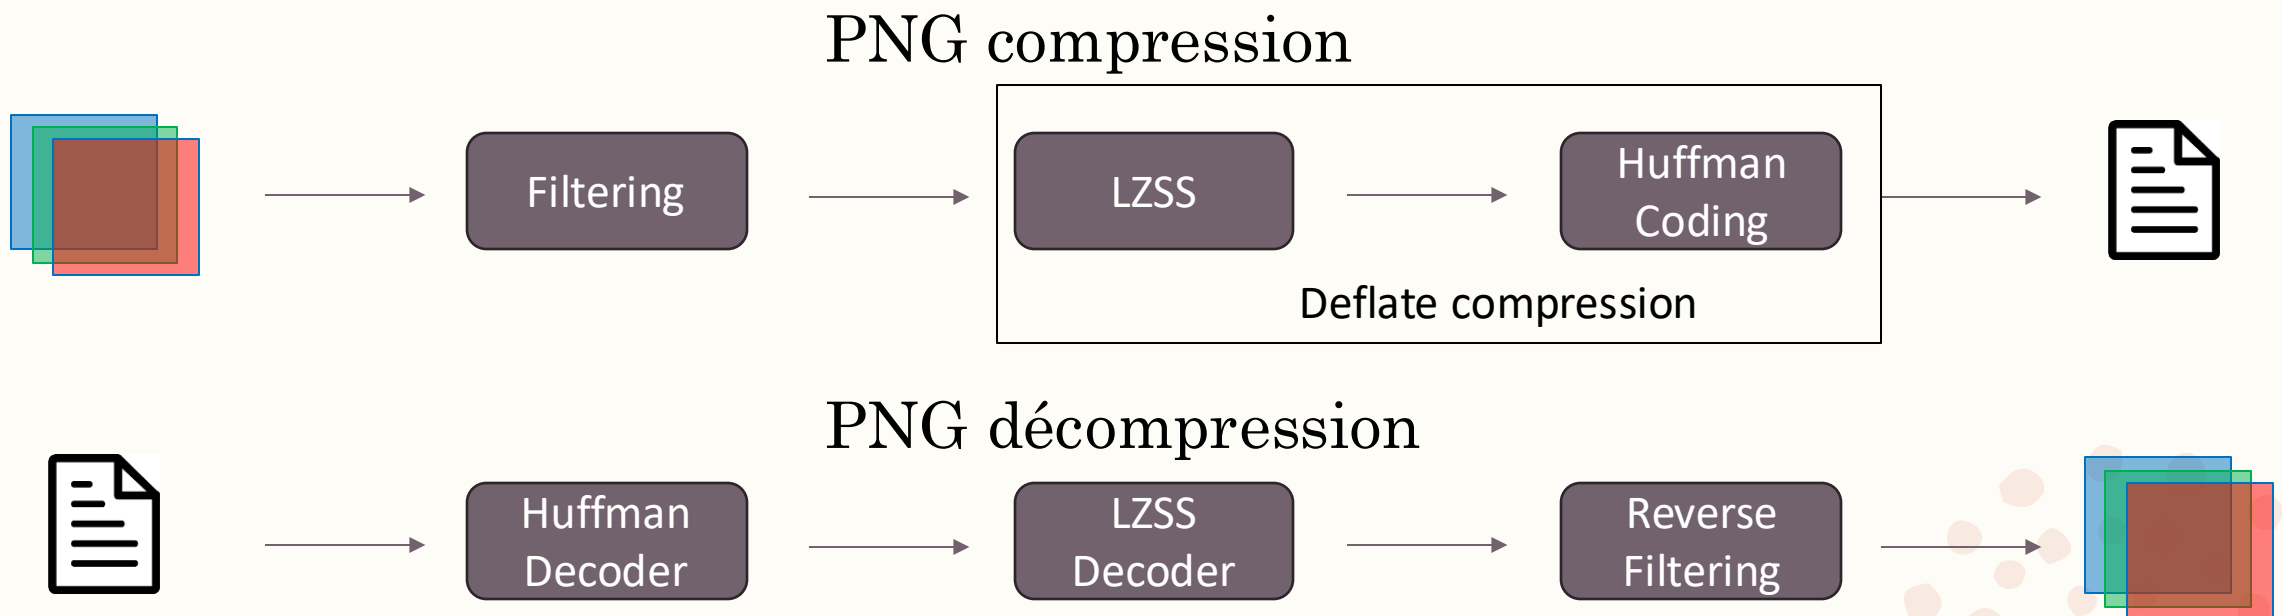 PNG compression
Filtering
LZSS
Huffman
Coding
Deflate compression
PNG décompression
Huffman
Decoder
LZSS
Decoder
Reverse
Filtering